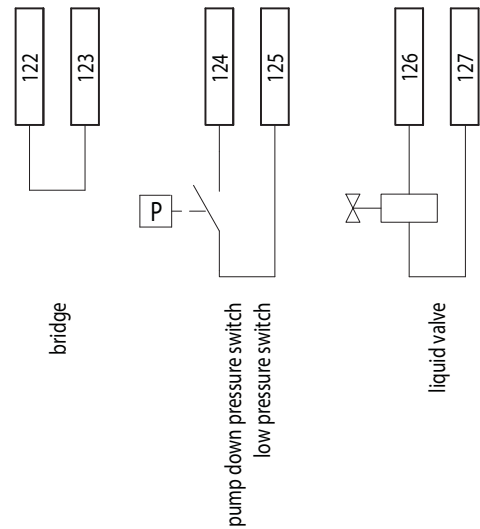 122
123
124
125
126
127
P
bridge
pump down pressure switch
low pressure switch
liquid valve